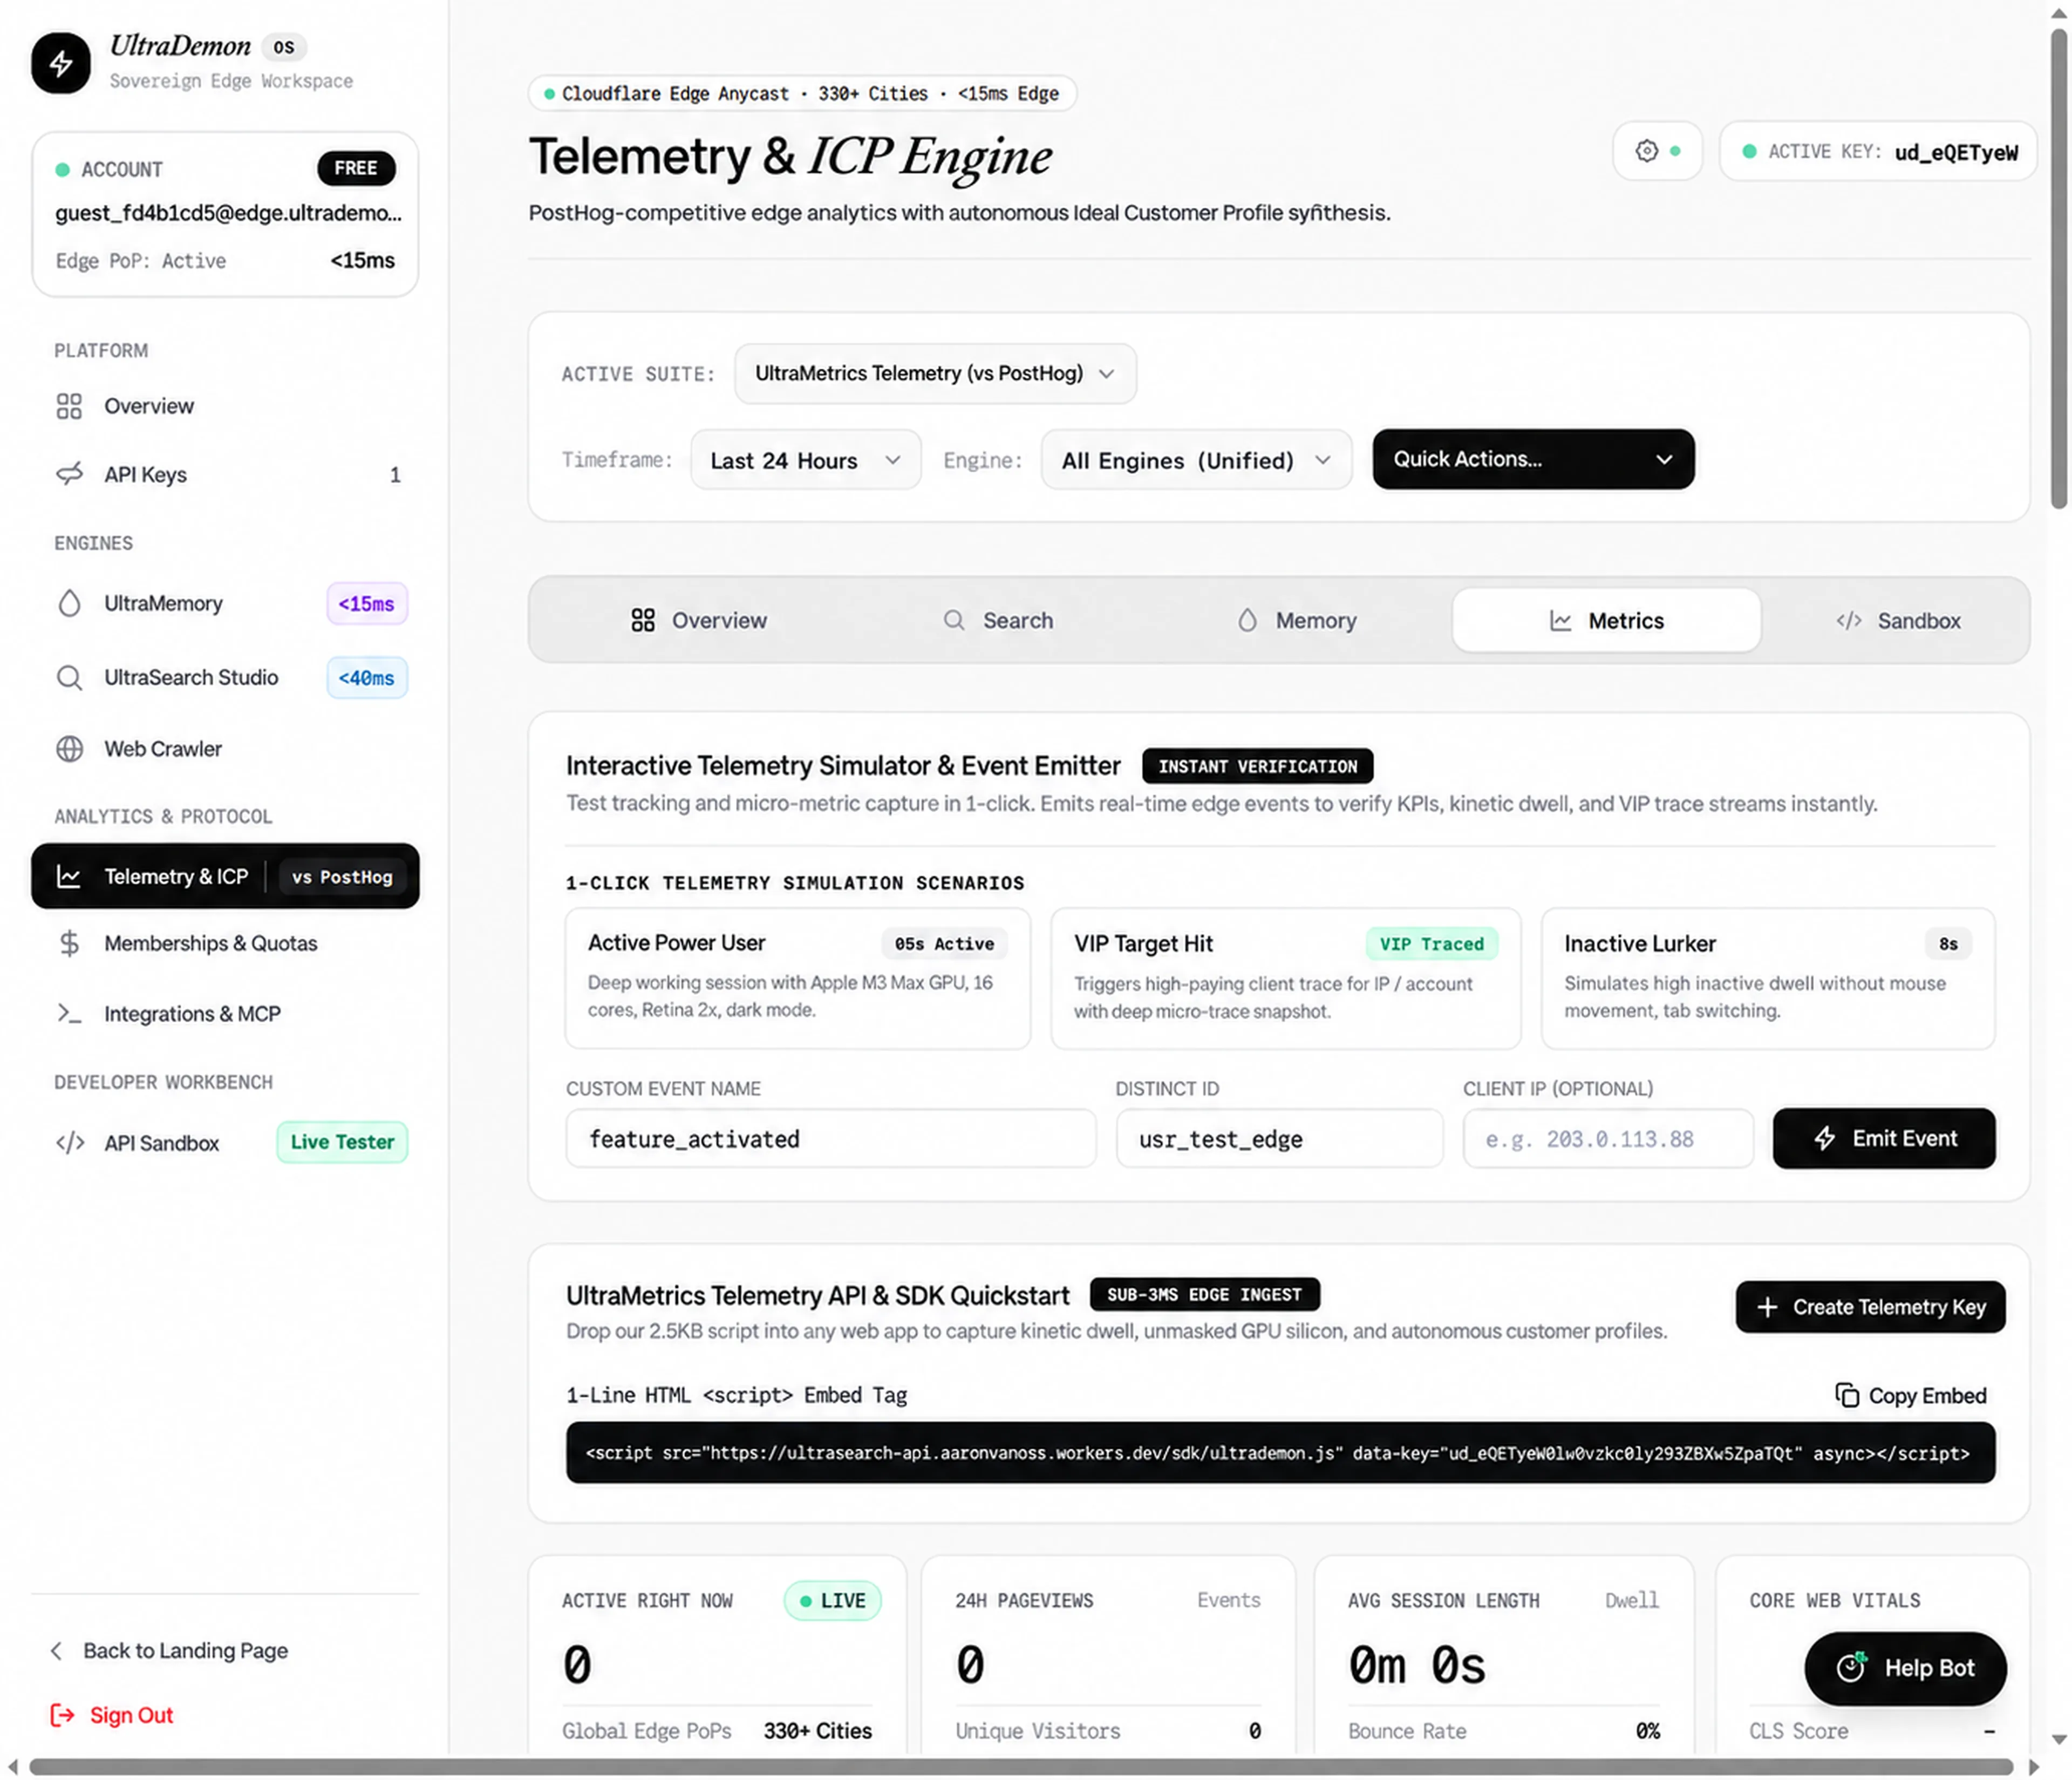 UltraDemon OS
Sovereign Edge Workspace
ACCOUNT FREE
guest_fd4b1cd5@edge.ultrademo...
Edge PoP: Active <15ms
PLATFORM
Overview
API Keys 1
ENGINES
UltraMemory <15ms
UltraSearch Studio <40ms
Web Crawler
ANALYTICS & PROTOCOL
Telemetry & ICP vs PostHog
Memberships & Quotas
Integrations & MCP
DEVELOPER WORKBENCH
API Sandbox Live Tester
Back to Landing Page
Sign Out
Cloudflare Edge Anycast · 330+ Cities · <15ms Edge
Telemetry & ICP Engine
PostHog-competitive edge analytics with autonomous Ideal Customer Profile synthesis.
ACTIVE KEY: ud_eQETyeW
ACTIVE SUITE: UltraMetrics Telemetry (vs PostHog)
Timeframe: Last 24 Hours Engine: All Engines (Unified) Quick Actions...
Overview Search Memory Metrics Sandbox
Interactive Telemetry Simulator & Event Emitter INSTANT VERIFICATION
Test tracking and micro-metric capture in 1-click. Emits real-time edge events to verify KPIs, kinetic dwell, and VIP trace streams instantly.
1-CLICK TELEMETRY SIMULATION SCENARIOS
Active Power User 05s Active
Deep working session with Apple M3 Max GPU, 16
cores, Retina 2x, dark mode.
VIP Target Hit VIP Traced
Triggers high-paying client trace for IP / account
with deep micro-trace snapshot.
Inactive Lurker 8s
Simulates high inactive dwell without mouse
movement, tab switching.
CUSTOM EVENT NAME
feature_activated
DISTINCT ID
usr_test_edge
CLIENT IP (OPTIONAL)
e.g. 203.0.113.88
Emit Event
UltraMetrics Telemetry API & SDK Quickstart SUB-3MS EDGE INGEST
Drop our 2.5KB script into any web app to capture kinetic dwell, unmasked GPU silicon, and autonomous customer profiles.
Create Telemetry Key
1-Line HTML <script> Embed Tag
Copy Embed
<script src="https://ultrasearch-api.aaronvanoss.workers.dev/sdk/ultrademon.js" data-key="ud_eQETyeW0lw0vzkc0ly293ZBXw5ZpaTQt" async></script>
ACTIVE RIGHT NOW LIVE
0
Global Edge PoPs 330+ Cities
24H PAGEVIEWS Events
0
Unique Visitors 0
AVG SESSION LENGTH Dwell
0m 0s
Bounce Rate 0%
CORE WEB VITALS
Help Bot
CLS Score –